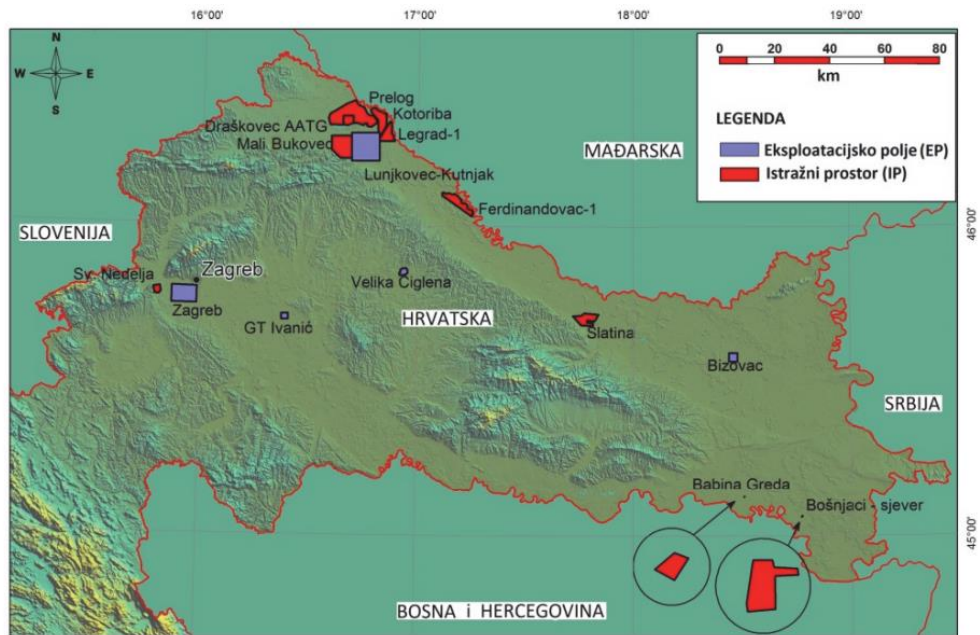 16°00'
17°00'
18°00'
19°00'
N
W
E
S
0 20 40 60 80
km
LEGENDA
Eksploatacijsko polje (EP)
Istražni prostor (IP)
Prelog
Kotoriba
Draškovec AATG
Legrad-1
Mali Bukovec
MAĐARSKA
Lunjkovec-Kutnjak
Ferdinandovac-1
46°00'
SLOVENIJA
Sv. Nedelja
Zagreb
Velika Ciglena
Zagreb
GT Ivanić
HRVATSKA
Slatina
Bizovac
SRBIJA
Babina Greda
Bošnjaci - sjever
45°00'
BOSNA i HERCEGOVINA